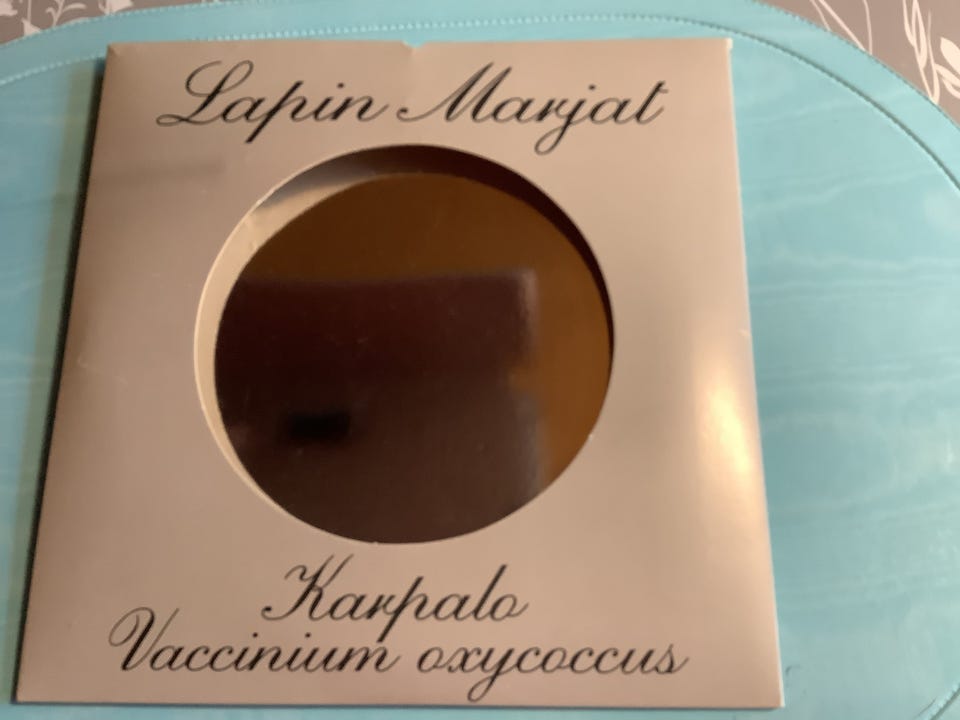 Lapin Marjat
Karpalo
Vaccinium oxycoccus